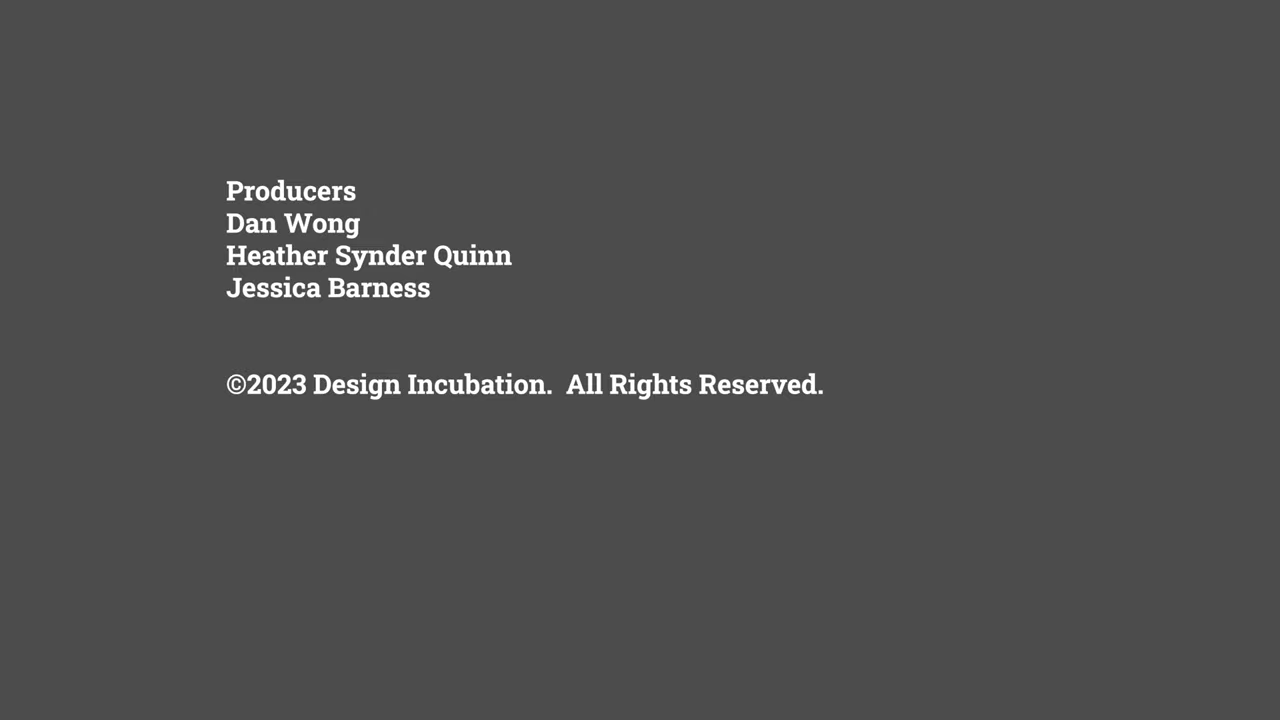 Producers
Dan Wong
Heather Synder Quinn
Jessica Barness
©2023 Design Incubation.  All Rights Reserved.